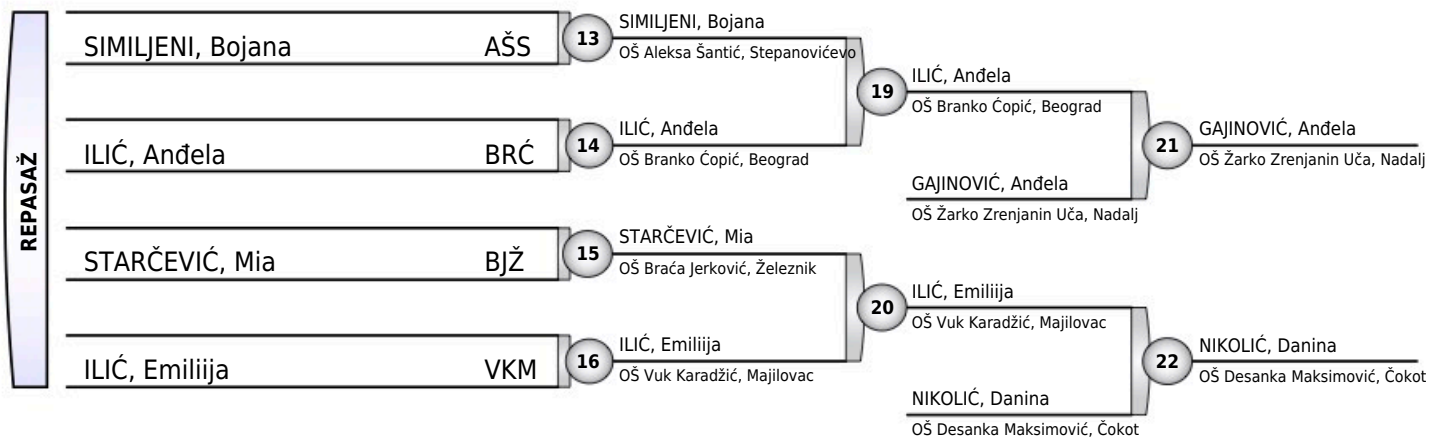 REPASAŽ
SIMILJENI, Bojana AŠS
13
SIMILJENI, Bojana
OŠ Aleksa Šantić, Stepanovićevo
ILIĆ, Anđela BRĆ
14
ILIĆ, Anđela
OŠ Branko Ćopić, Beograd
19
ILIĆ, Anđela
OŠ Branko Ćopić, Beograd
GAJINOVIĆ, Anđela
OŠ Žarko Zrenjanin Uča, Nadalj
21
GAJINOVIĆ, Anđela
OŠ Žarko Zrenjanin Uča, Nadalj
STARČEVIĆ, Mia BJŽ
15
STARČEVIĆ, Mia
OŠ Braća Jerković, Železnik
ILIĆ, Emiliija VKM
16
ILIĆ, Emiliija
OŠ Vuk Karadžić, Majilovac
20
ILIĆ, Emiliija
OŠ Vuk Karadžić, Majilovac
NIKOLIĆ, Danina
OŠ Desanka Maksimović, Čokot
22
NIKOLIĆ, Danina
OŠ Desanka Maksimović, Čokot